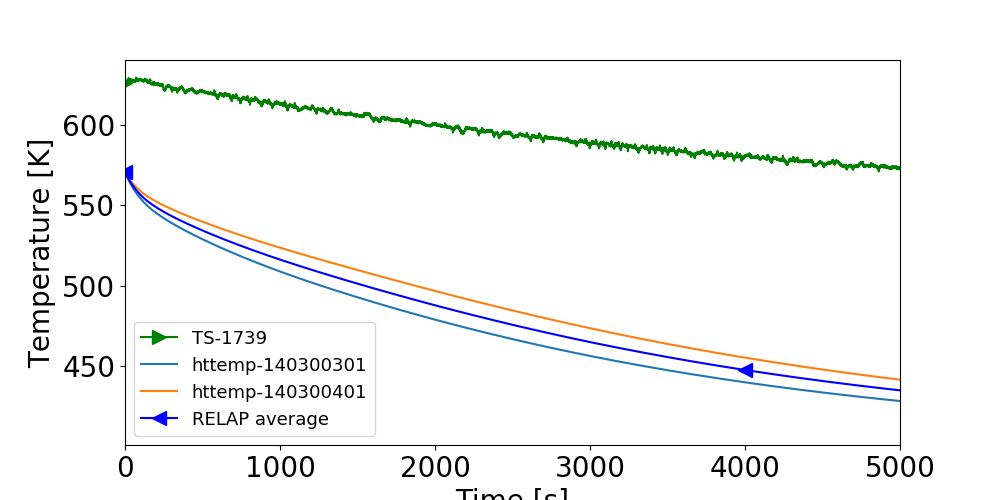 600
550
500
450
Temperature [K]
TS-1739
httemp-140300301
httemp-140300401
RELAP average
0 1000 2000 3000 4000 5000
Time [s]